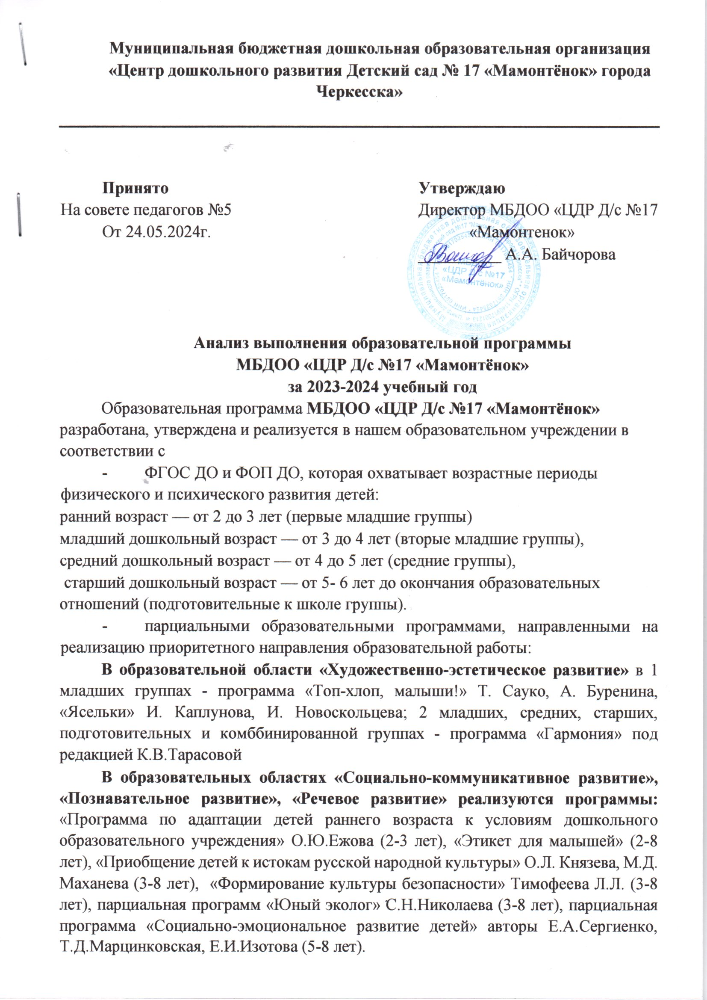 Муниципальная бюджетная дошкольная образовательная организация
«Центр дошкольного развития Детский сад № 17 «Мамонтёнок» города
Черкесска»
Принято
На совете педагогов №5
От 24.05.2024г.
Утверждаю
Директор МБДОО «ЦДР Д/с №17
«Мамонтенок»
А.А. Байчорова
МБДОО
«ЦДР Д/с №17
«Мамонтёнок»
Анализ выполнения образовательной программы
МБДОО «ЦДР Д/с №17 «Мамонтёнок»
за 2023-2024 учебный год
Образовательная программа МБДОО «ЦДР Д/с №17 «Мамонтёнок»
разработана, утверждена и реализуется в нашем образовательном учреждении в
соответствии с
- ФГОС ДО и ФОП ДО, которая охватывает возрастные периоды
физического и психического развития детей:
ранний возраст — от 2 до 3 лет (первые младшие группы)
младший дошкольный возраст — от 3 до 4 лет (вторые младшие группы),
средний дошкольный возраст — от 4 до 5 лет (средние группы),
старший дошкольный возраст — от 5- 6 лет до окончания образовательных
отношений (подготовительные к школе группы).
- парциальными образовательными программами, направленными на
реализацию приоритетного направления образовательной работы:
В образовательной области «Художественно-эстетическое развитие» в 1
младших группах - программа «Топ-хлоп, малыши!» Т. Сауко, А. Буренина,
«Ясельки» И. Каплунова, И. Новоскольцева; 2 младших, средних, старших,
подготовительных и комббинированной группах - программа «Гармония» под
редакцией К.В.Тарасовой
В образовательных областях «Социально-коммуникативное развитие»,
«Познавательное развитие», «Речевое развитие» реализуются программы:
«Программа по адаптации детей раннего возраста к условиям дошкольного
образовательного учреждения» О.Ю.Ежова (2-3 лет), «Этикет для малышей» (2-8
лет), «Приобщение детей к истокам русской народной культуры» О.Л. Князева, М.Д.
Маханева (3-8 лет), «Формирование культуры безопасности» Тимофеева Л.Л. (3-8
лет), парциальная программ «Юный эколог» С.Н.Николаева (3-8 лет), парциальная
программа «Социально-эмоциональное развитие детей» авторы Е.А.Сергиенко,
Т.Д.Марцинковская, Е.И.Изотова (5-8 лет).